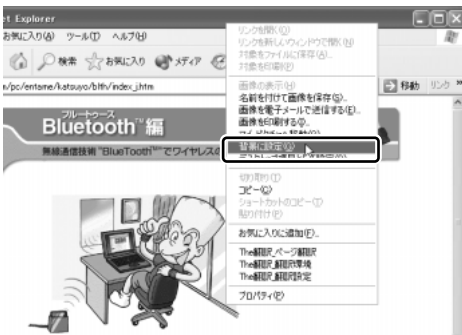 et Explorer
お気に入り(A) ツール(T) ヘルプ(H)
検索 お気に入り メディア
m/pc/entame/katsuyo/blth/index_j.htm
移動 リンク »
ブルートゥース
Bluetooth™編
無線通信技術 "BlueTooth™"でワイヤレスの
リンクを開く(O)
リンクを新しいウィンドウで開く(N)
対象をファイルに保存(A)...
対象を印刷(P)
画像の表示(H)
名前を付けて画像を保存(S)...
画像を電子メールで送信する(E)...
画像を印刷する(I)...
背景に設定(G)
切り取り(T)
コピー(C)
ショートカットのコピー(T)
貼り付け(P)
お気に入りに追加(F)...
The翻訳_ページ翻訳
The翻訳_翻訳環境
The翻訳_翻訳設定
プロパティ(P)